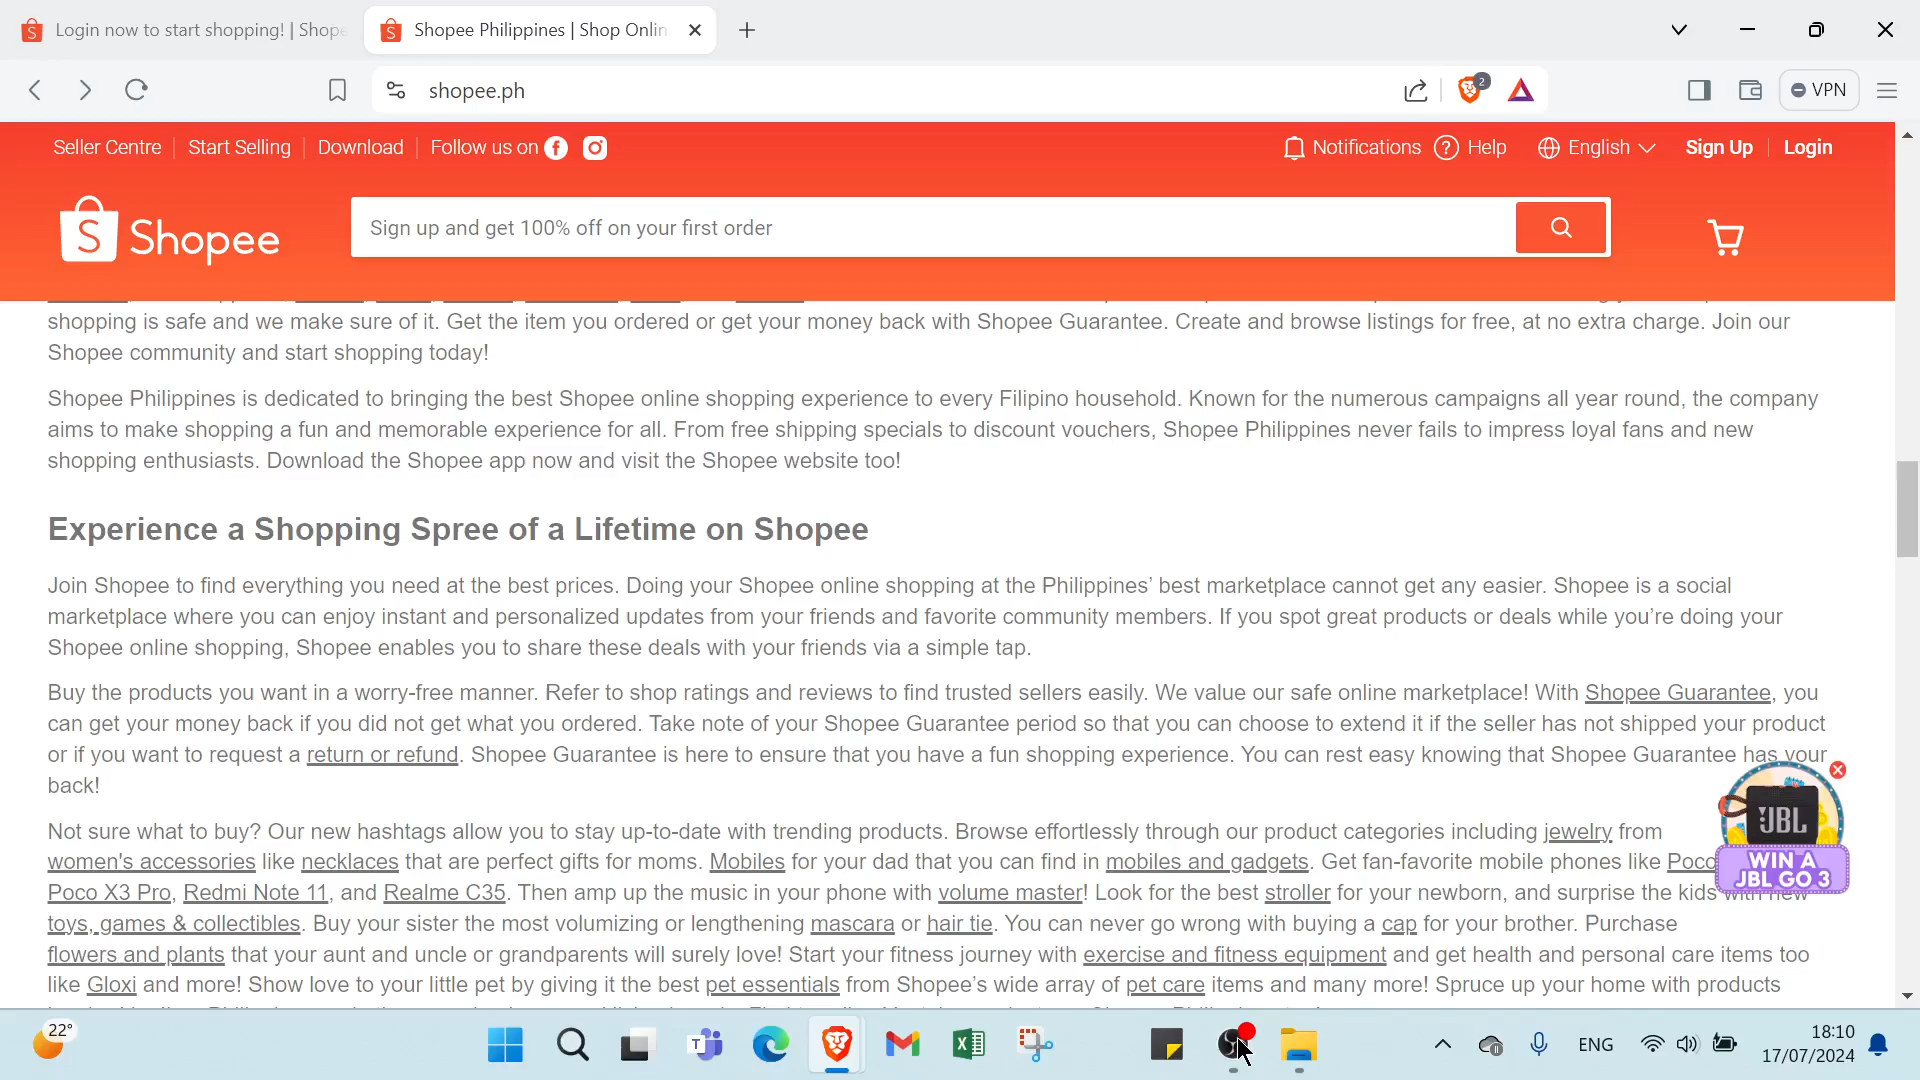 Login now to start shopping! | Shope
Shopee Philippines | Shop Onlin
shopee.ph
2
VPN
Seller Centre
Start Selling
Download
Follow us on
Notifications
Help
English
Sign Up
Login
Shopee
Sign up and get 100% off on your first order
shopping is safe and we make sure of it. Get the item you ordered or get your money back with Shopee Guarantee. Create and browse listings for free, at no extra charge. Join our
Shopee community and start shopping today!
Shopee Philippines is dedicated to bringing the best Shopee online shopping experience to every Filipino household. Known for the numerous campaigns all year round, the company
aims to make shopping a fun and memorable experience for all. From free shipping specials to discount vouchers, Shopee Philippines never fails to impress loyal fans and new
shopping enthusiasts. Download the Shopee app now and visit the Shopee website too!
Experience a Shopping Spree of a Lifetime on Shopee
Join Shopee to find everything you need at the best prices. Doing your Shopee online shopping at the Philippines’ best marketplace cannot get any easier. Shopee is a social
marketplace where you can enjoy instant and personalized updates from your friends and favorite community members. If you spot great products or deals while you’re doing your
Shopee online shopping, Shopee enables you to share these deals with your friends via a simple tap.
Buy the products you want in a worry-free manner. Refer to shop ratings and reviews to find trusted sellers easily. We value our safe online marketplace! With Shopee Guarantee, you
can get your money back if you did not get what you ordered. Take note of your Shopee Guarantee period so that you can choose to extend it if the seller has not shipped your product
or if you want to request a return or refund. Shopee Guarantee is here to ensure that you have a fun shopping experience. You can rest easy knowing that Shopee Guarantee has your
back!
Not sure what to buy? Our new hashtags allow you to stay up-to-date with trending products. Browse effortlessly through our product categories including jewelry from
women's accessories like necklaces that are perfect gifts for moms. Mobiles for your dad that you can find in mobiles and gadgets. Get fan-favorite mobile phones like Poco
Poco X3 Pro, Redmi Note 11, and Realme C35. Then amp up the music in your phone with volume master! Look for the best stroller for your newborn, and surprise the kids with new
toys, games & collectibles. Buy your sister the most volumizing or lengthening mascara or hair tie. You can never go wrong with buying a cap for your brother. Purchase
flowers and plants that your aunt and uncle or grandparents will surely love! Start your fitness journey with exercise and fitness equipment and get health and personal care items too
like Gloxi and more! Show love to your little pet by giving it the best pet essentials from Shopee’s wide array of pet care items and many more! Spruce up your home with products
JBL
WIN A
JBL GO 3
22°
ENG
18:10
17/07/2024